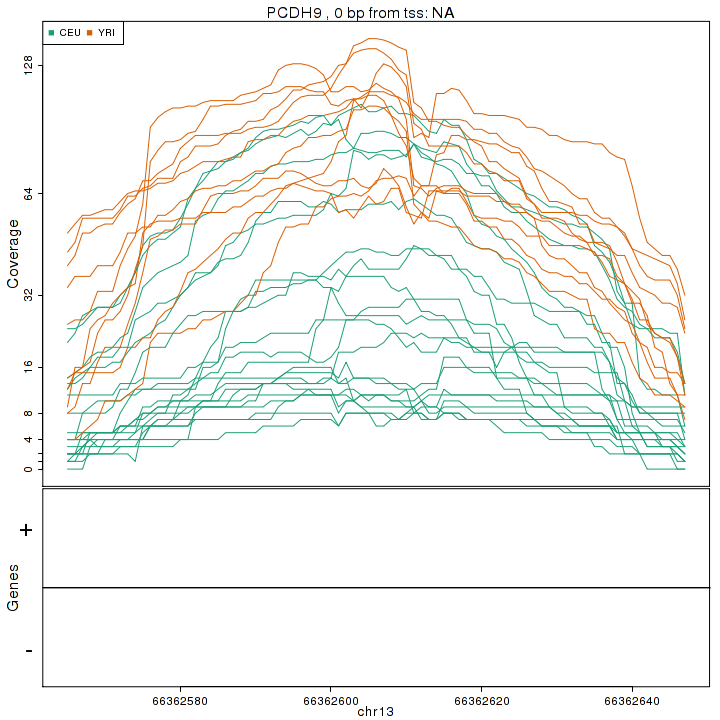 PCDH9 , 0 bp from tss: NA
CEU YRI
128
64
32
16
8
4
0
Coverage
+
-
Genes
66362580 66362600 66362620 66362640
chr13